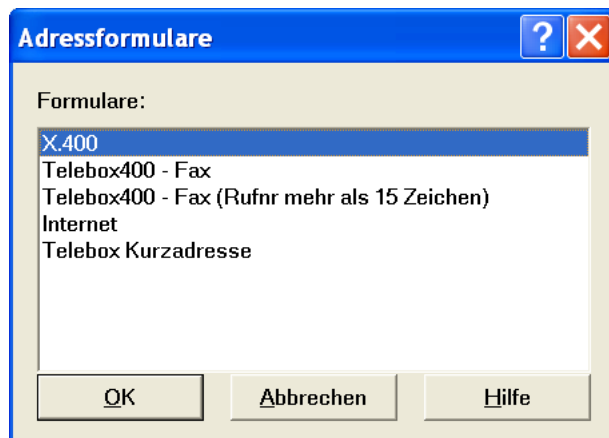 Adressformulare
Formulare:
X.400
Telebox400 - Fax
Telebox400 - Fax (Rufnr mehr als 15 Zeichen)
Internet
Telebox Kurzadresse
OK Abbrechen Hilfe